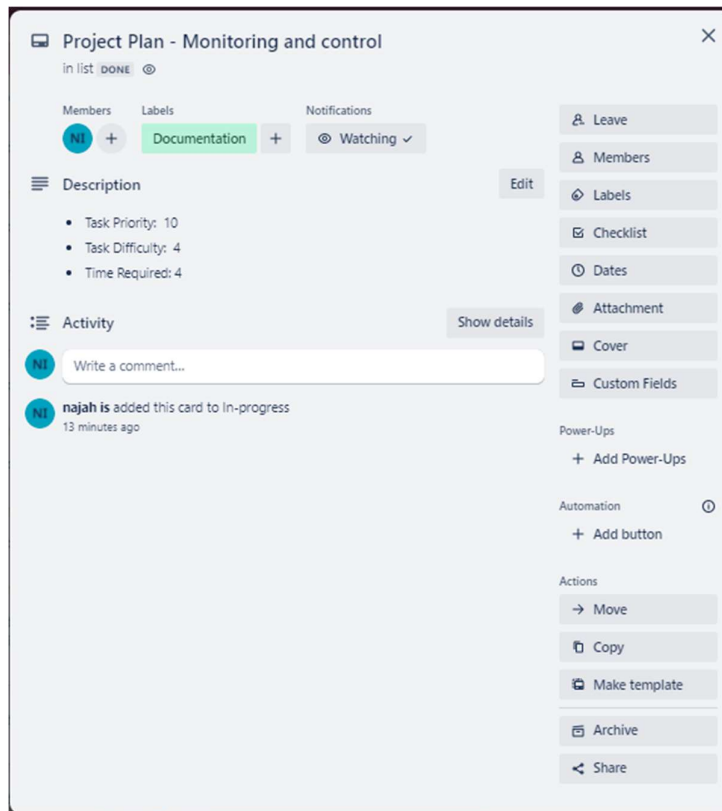 Project Plan - Monitoring and control
in list DONE
Members
NI
+
Labels
Documentation
+
Notifications
Watching
Description
Edit
• Task Priority: 10
• Task Difficulty: 4
• Time Required: 4
Activity
Show details
NI
Write a comment...
NI
najah is added this card to In-progress
13 minutes ago
Leave
Members
Labels
Checklist
Dates
Attachment
Cover
Custom Fields
Power-Ups
+ Add Power-Ups
Automation
+ Add button
Actions
Move
Copy
Make template
Archive
Share